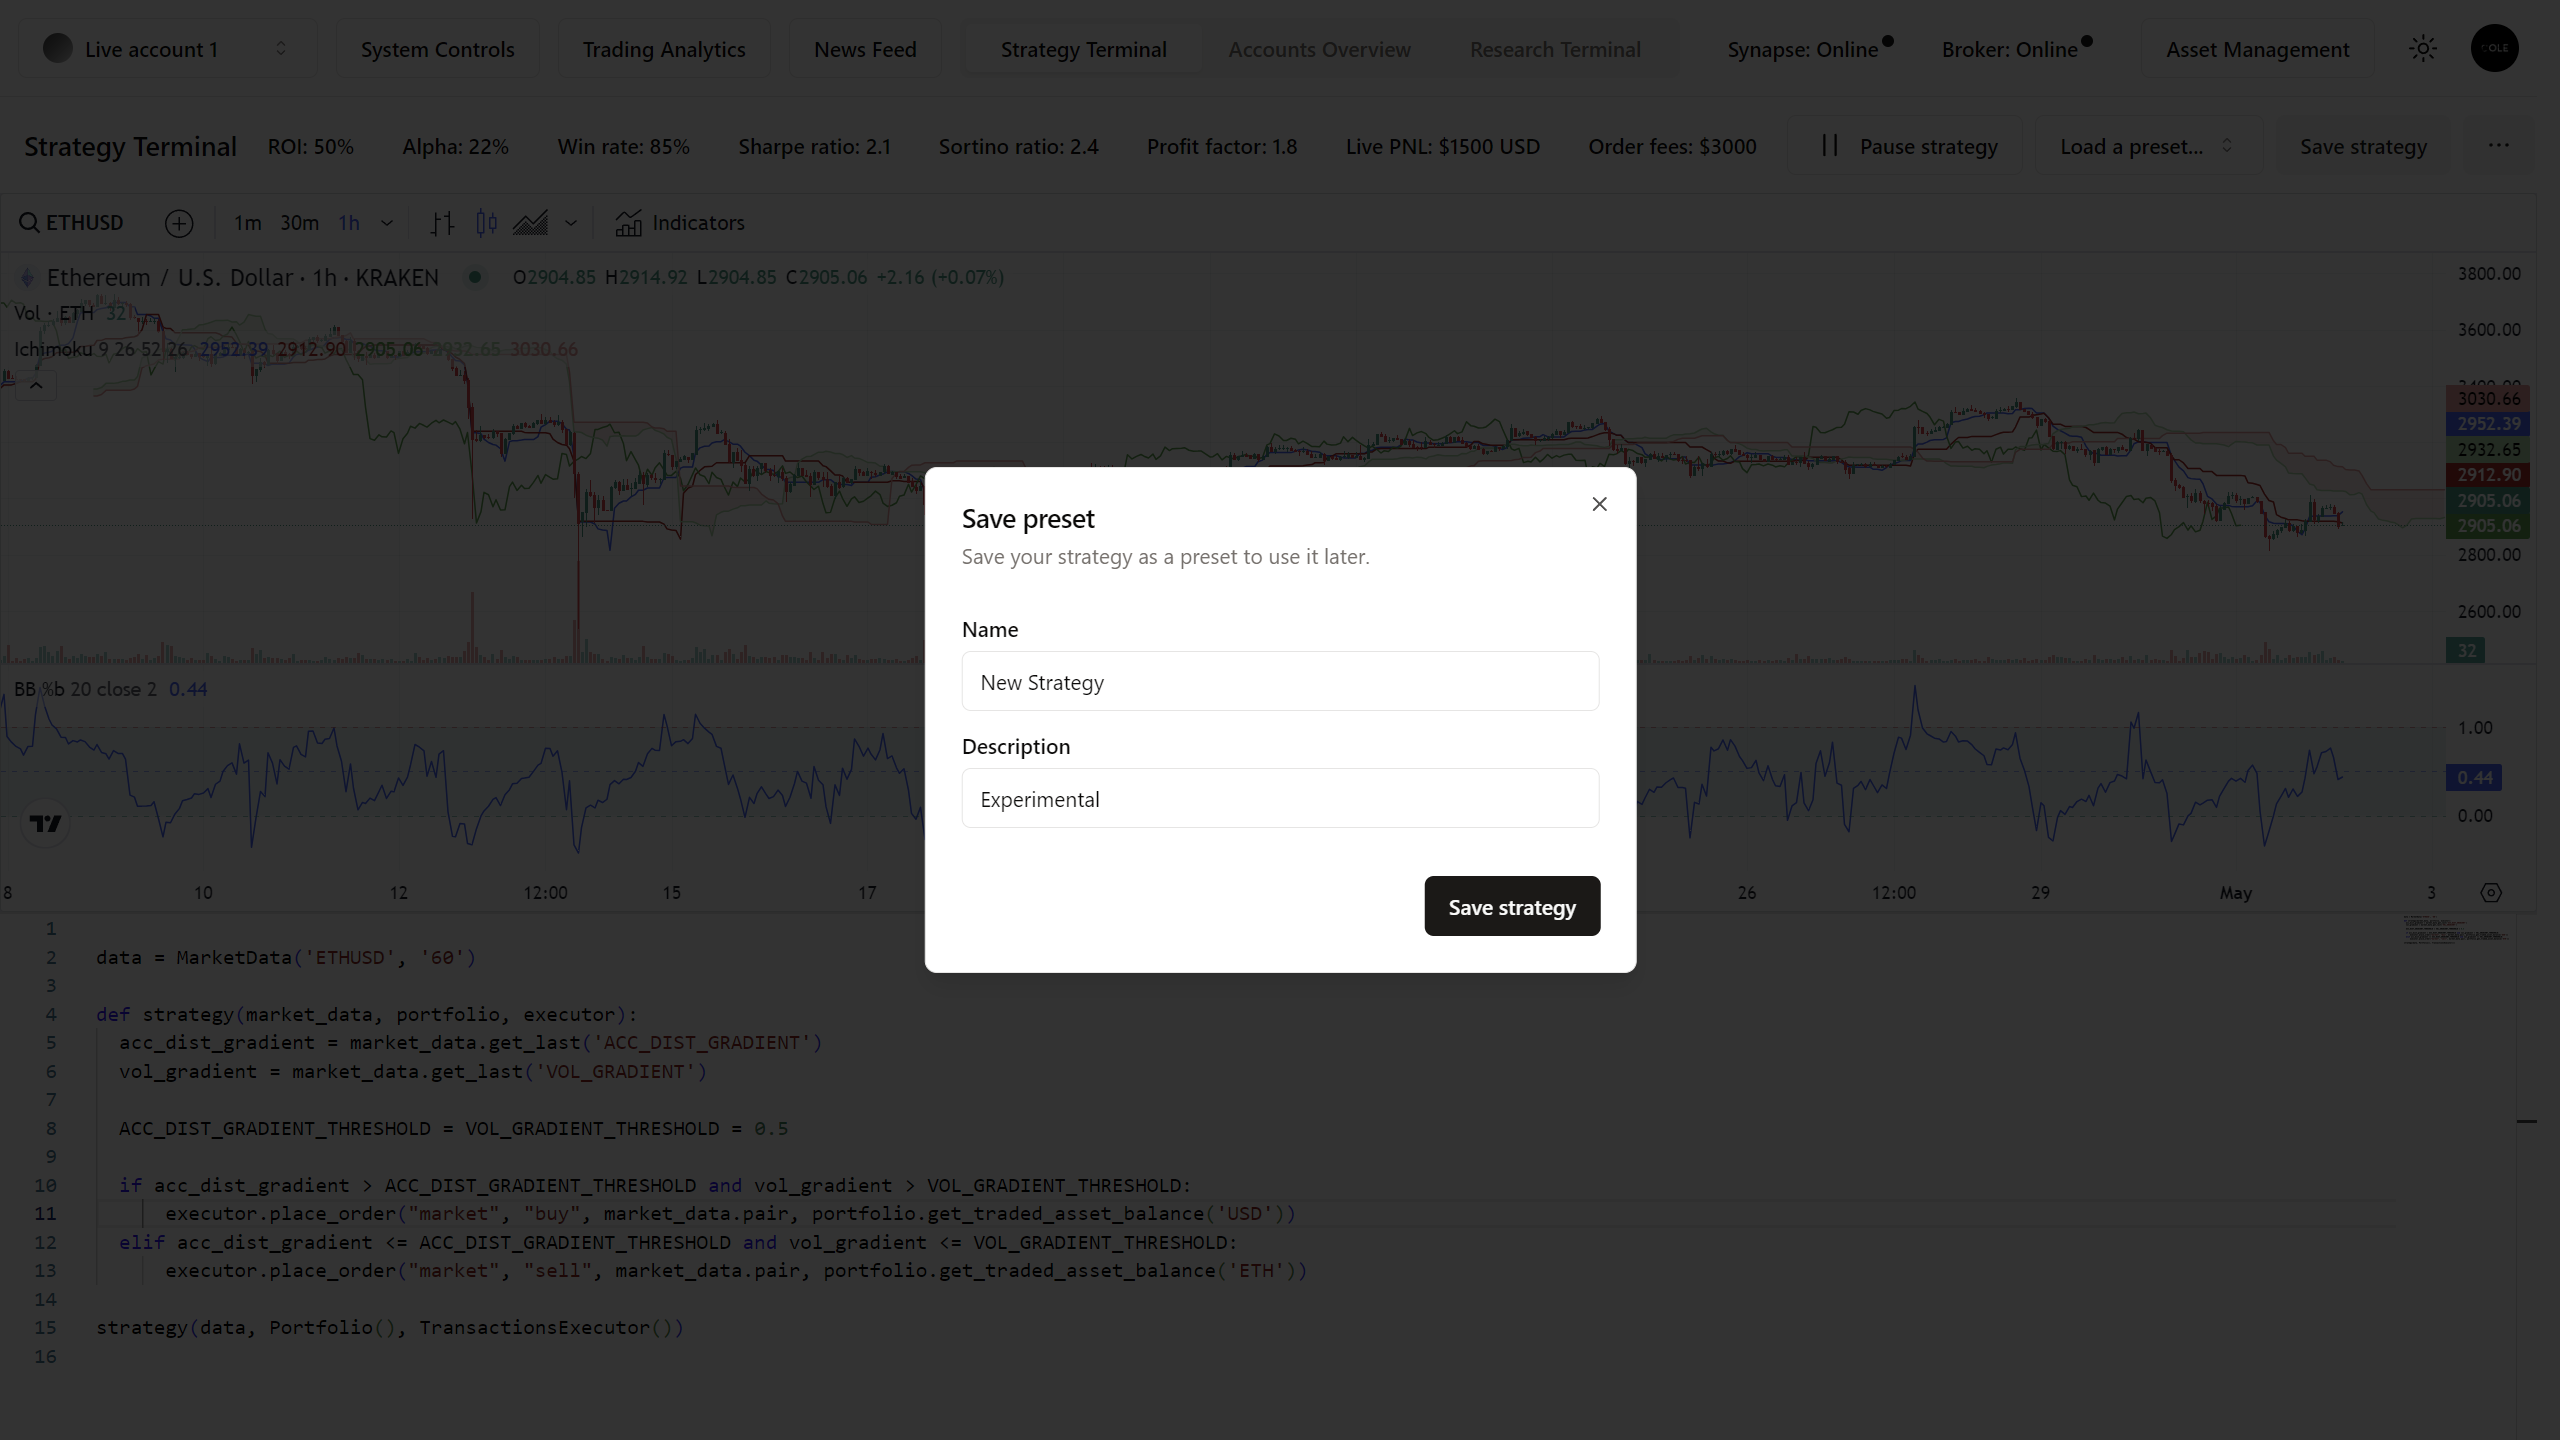 Live account 1
System Controls
Trading Analytics
News Feed
Strategy Terminal
Accounts Overview
Research Terminal
Synapse: Online
Broker: Online
Asset Management
Strategy Terminal
ROI: 50%
Alpha: 22%
Win rate: 85%
Sharpe ratio: 2.1
Sortino ratio: 2.4
Profit factor: 1.8
Live PNL: $1500 USD
Order fees: $3000
Pause strategy
Load a preset...
Save strategy
ETHUSD
1m 30m 1h
Indicators
Ethereum / U.S. Dollar · 1h · KRAKEN
O2904.85 H2914.92 L2904.85 C2905.06 +2.16 (+0.07%)
Vol · ETH 32
Ichimoku 9 26 52 26 2952.39 2912.90 2905.06 2932.65 3030.66
3800.00
3600.00
3030.66
2952.39
2932.65
2912.90
2905.06
2905.06
2800.00
2600.00
32
BB %b 20 close 2 0.44
1.00
0.44
0.00
8 10 12 12:00 15 17 26 12:00 29 May 3
Save preset
Save your strategy as a preset to use it later.
Name
New Strategy
Description
Experimental
Save strategy
1
2 data = MarketData('ETHUSD', '60')
3
4 def strategy(market_data, portfolio, executor):
5 acc_dist_gradient = market_data.get_last('ACC_DIST_GRADIENT')
6 vol_gradient = market_data.get_last('VOL_GRADIENT')
7
8 ACC_DIST_GRADIENT_THRESHOLD = VOL_GRADIENT_THRESHOLD = 0.5
9
10 if acc_dist_gradient > ACC_DIST_GRADIENT_THRESHOLD and vol_gradient > VOL_GRADIENT_THRESHOLD:
11 executor.place_order("market", "buy", market_data.pair, portfolio.get_traded_asset_balance('USD'))
12 elif acc_dist_gradient <= ACC_DIST_GRADIENT_THRESHOLD and vol_gradient <= VOL_GRADIENT_THRESHOLD:
13 executor.place_order("market", "sell", market_data.pair, portfolio.get_traded_asset_balance('ETH'))
14
15 strategy(data, Portfolio(), TransactionsExecutor())
16